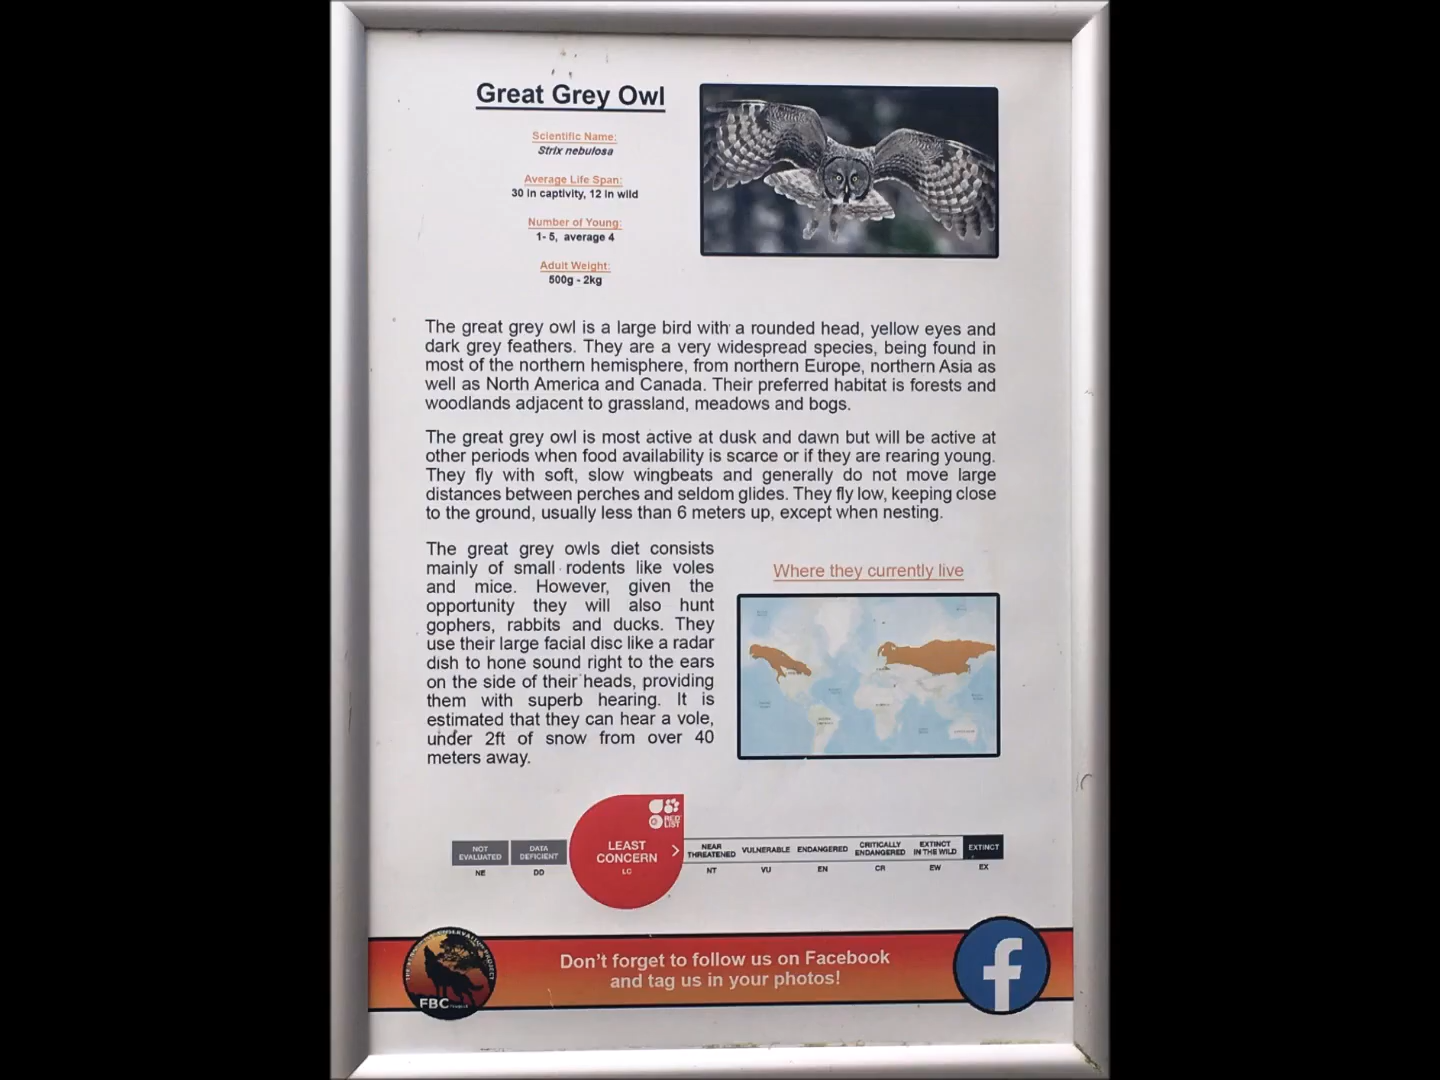 Great Grey Owl
Scientific Name:
Strix nebulosa
Average Life Span:
30 in captivity, 12 in wild
Number of Young:
1- 5, average 4
Adult Weight:
500g - 2kg
The great grey owl is a large bird with a rounded head, yellow eyes and
dark grey feathers. They are a very widespread species, being found in
most of the northern hemisphere, from northern Europe, northern Asia as
well as North America and Canada. Their preferred habitat is forests and
woodlands adjacent to grassland, meadows and bogs.
The great grey owl is most active at dusk and dawn but will be active at
other periods when food availability is scarce or if they are rearing young.
They fly with soft, slow wingbeats and generally do not move large
distances between perches and seldom glides. They fly low, keeping close
to the ground, usually less than 6 meters up, except when nesting.
The great grey owls diet consists
mainly of small rodents like voles
and mice. However, given the
opportunity they will also hunt
gophers, rabbits and ducks. They
use their large facial disc like a radar
dish to hone sound right to the ears
on the side of their heads, providing
them with superb hearing. It is
estimated that they can hear a vole,
under 2ft of snow from over 40
meters away.
Where they currently live
RED
LIST
NOT
EVALUATED
NE
DATA
DEFICIENT
DD
LEAST
CONCERN
LC
NEAR
THREATENED
NT
VULNERABLE
VU
ENDANGERED
EN
CRITICALLY
ENDANGERED
CR
EXTINCT
IN THE WILD
EW
EXTINCT
EX
Don't forget to follow us on Facebook
and tag us in your photos!
FBC
f